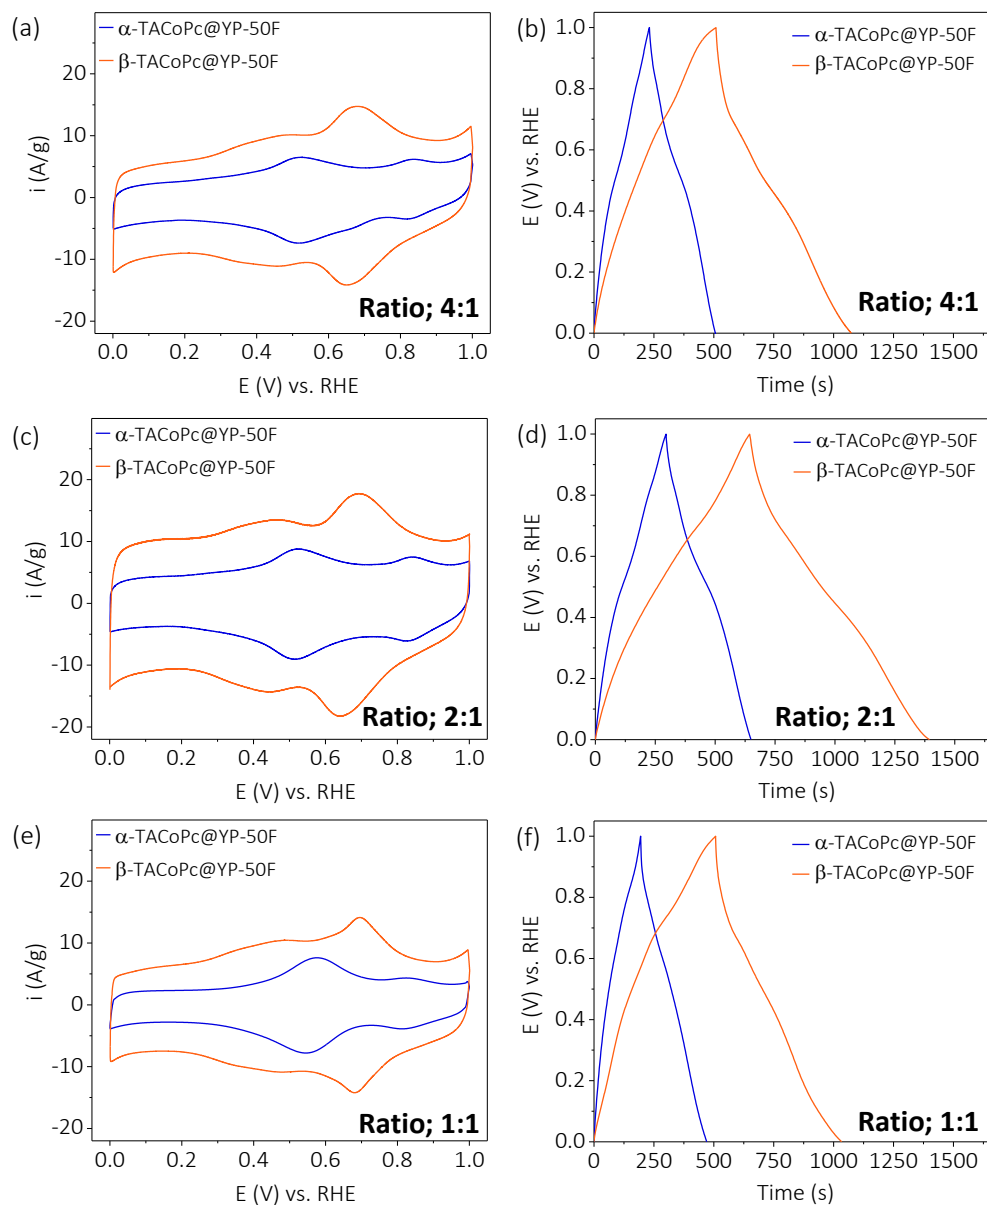 (a)
α-TACoPc@YP-50F
β-TACoPc@YP-50F
20
10
0
-10
-20
i (A/g)
0.0 0.2 0.4 0.6 0.8 1.0
E (V) vs. RHE
Ratio; 4:1
(b)
α-TACoPc@YP-50F
β-TACoPc@YP-50F
1.0
0.8
0.6
0.4
0.2
0.0
E (V) vs. RHE
0 250 500 750 1000 1250 1500
Time (s)
Ratio; 4:1
(c)
α-TACoPc@YP-50F
β-TACoPc@YP-50F
20
10
0
-10
-20
i (A/g)
0.0 0.2 0.4 0.6 0.8 1.0
E (V) vs. RHE
Ratio; 2:1
(d)
α-TACoPc@YP-50F
β-TACoPc@YP-50F
1.0
0.8
0.6
0.4
0.2
0.0
E (V) vs. RHE
0 250 500 750 1000 1250 1500
Time (s)
Ratio; 2:1
(e)
α-TACoPc@YP-50F
β-TACoPc@YP-50F
20
10
0
-10
-20
i (A/g)
0.0 0.2 0.4 0.6 0.8 1.0
E (V) vs. RHE
Ratio; 1:1
(f)
α-TACoPc@YP-50F
β-TACoPc@YP-50F
1.0
0.8
0.6
0.4
0.2
0.0
E (V) vs. RHE
0 250 500 750 1000 1250 1500
Time (s)
Ratio; 1:1